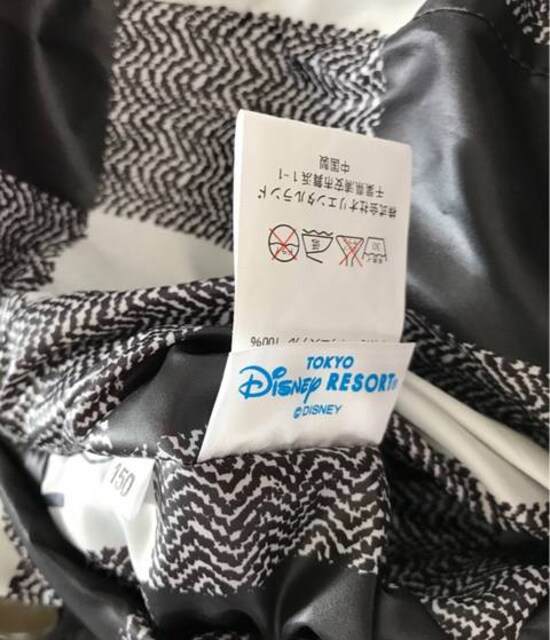 100%
30
株式会社オリエンタルランド
千葉県浦安市舞浜1-1
中国製
TOKYO
Disney RESORT®
©DISNEY
150